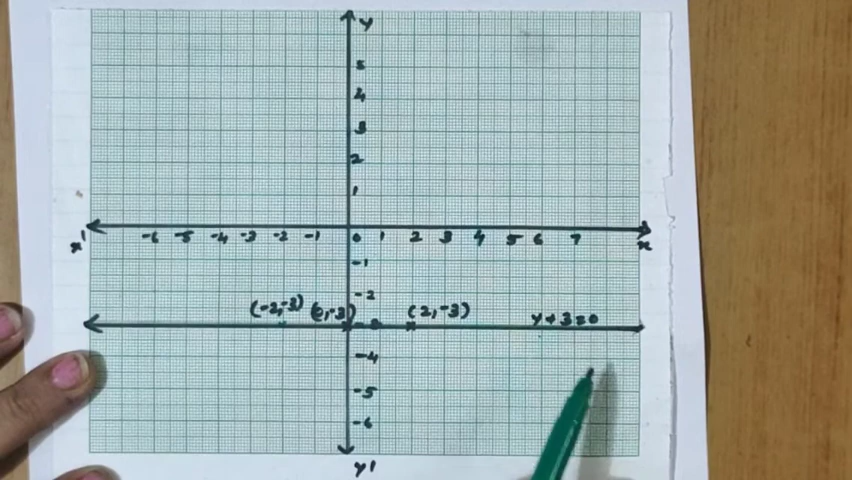 y
5
4
3
2
1
x' -6 -5 -4 -3 -2 -1 0 1 2 3 4 5 6 7 x
-1
-2
(-2,-3) (0,-3) (2,-3)
-3 y+3=0
-4
-5
-6
y'